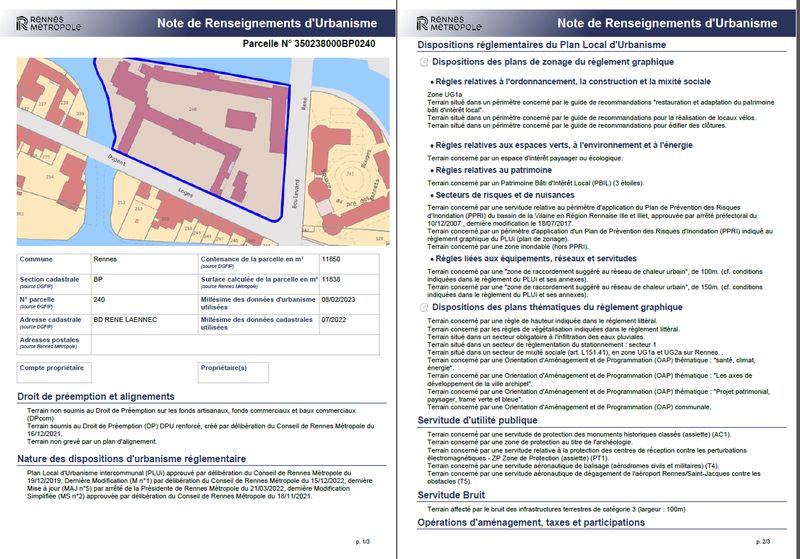 RENNES
MÉTROPOLE
Note de Renseignements d'Urbanisme
Parcelle N° 350238000BP0240
240
237
253
René
Dupont
Loges
Boulevard
Square
au pré des
Commune
Rennes
Contenance de la parcelle en m²
(source DGFIP)
11850
Section cadastrale
(source DGFIP)
BP
Surface calculée de la parcelle en m²
(source Rennes Métropole)
11838
N° parcelle
(source DGFIP)
240
Millésime des données d'urbanisme
utilisées
08/02/2023
Adresse cadastrale
(source DGFIP)
BD RENE LAENNEC
Millésime des données cadastrales
utilisées
07/2022
Adresses postales
(source Rennes Métropole)
Compte propriétaire
Propriétaire(s)
Droit de préemption et alignements
Terrain non soumis au Droit de Préemption sur les fonds artisanaux, fonds commerciaux et baux commerciaux
(DPcom)
Terrain soumis au Droit de Préemption (DP) DPU renforcé, créé par délibération du Conseil de Rennes Métropole du
16/12/2021.
Terrain non grevé par un plan d'alignement.
Nature des dispositions d'urbanisme réglementaire
Plan Local d'Urbanisme intercommunal (PLUi) approuvé par délibération du Conseil de Rennes Métropole du
19/12/2019. Dernière Modification (M n°1) par délibération du Conseil de Rennes Métropole du 15/12/2022, dernière
Mise à jour (MAJ n°5) par arrêté de la Présidente de Rennes Métropole du 21/03/2022, dernière Modification
Simplifiée (MS n°2) approuvée par délibération du Conseil de Rennes Métropole du 18/11/2021.
p. 1/3
RENNES
MÉTROPOLE
Note de Renseignements d'Urbanisme
Dispositions réglementaires du Plan Local d'Urbanisme
Dispositions des plans de zonage du règlement graphique
• Règles relatives à l'ordonnancement, la construction et la mixité sociale
Zone UG1a
Terrain situé dans un périmètre concerné par le guide de recommandations "restauration et adaptation du patrimoine
bâti d'intérêt local".
Terrain situé dans un périmètre concerné par le guide de recommandations pour la réalisation de locaux vélos.
Terrain situé dans un périmètre concerné par le guide de recommandations pour édifier des clôtures.
• Règles relatives aux espaces verts, à l'environnement et à l'énergie
Terrain concerné par un espace d'intérêt paysager ou écologique.
• Règles relatives au patrimoine
Terrain concerné par un Patrimoine Bâti d'Intérêt Local (PBIL) (3 étoiles).
• Secteurs de risques et de nuisances
Terrain concerné par une servitude relative au périmètre d'application du Plan de Prévention des Risques
d'Inondation (PPRI) du bassin de la Vilaine en Région Rennaise Ille et Illet, approuvée par arrêté préfectoral du
10/12/2007 , dernière modification le 18/07/2017.
Terrain concerné par un périmètre d'application d'un Plan de Prévention des Risques d'Inondation (PPRI) indiqué au
règlement graphique du PLUi (plan de zonage).
Terrain concerné par une zone inondable (hors PPRI).
• Règles liées aux équipements, réseaux et servitudes
Terrain concerné par une "zone de raccordement suggéré au réseau de chaleur urbain", de 100m. (cf. conditions
indiquées dans le règlement du PLUi et ses annexes).
Terrain concerné par une "zone de raccordement suggéré au réseau de chaleur urbain", de 150m. (cf. conditions
indiquées dans le règlement du PLUi et ses annexes).
Dispositions des plans thématiques du règlement graphique
Terrain concerné par une règle de hauteur indiquée dans le règlement littéral.
Terrain concerné par les règles de végétalisation indiquées dans le règlement littéral.
Terrain situé dans un secteur obligatoire à l'infiltration des eaux pluviales.
Terrain situé dans un secteur de réglementation du stationnement : secteur 1
Terrain situé dans un secteur de mixité sociale (art. L151.41), en zone UG1a et UG2a sur Rennes. .
Terrain concerné par une Orientation d'Aménagement et de Programmation (OAP) thématique : "santé, climat,
énergie".
Terrain concerné par une Orientation d'Aménagement et de Programmation (OAP) thématique : "Les axes de
développement de la ville archipel".
Terrain concerné par une Orientation d'Aménagement et de Programmation (OAP) thématique : "Projet patrimonial,
paysager, trame verte et bleue".
Terrain concerné par une Orientation d'Aménagement et de Programmation (OAP) communale.
Servitude d'utilité publique
Terrain concerné par une servitude de protection des monuments historiques classés (assiette) (AC1).
Terrain concerné par une zone de protection au titre de l'archéologie.
Terrain concerné par une servitude relative à la protection des centres de réception contre les perturbations
électromagnétiques - ZP Zone de Protection (assiette) (PT1).
Terrain concerné par une servitude aéronautique de balisage (aérodromes civils et militaires) (T4).
Terrain concerné par une servitude aéronautique de dégagement de l'aéroport Rennes/Saint-Jacques contre les
obstacles (T5).
Servitude Bruit
Terrain affecté par le bruit des infrastructures terrestres de catégorie 3 (largeur : 100m)
Opérations d'aménagement, taxes et participations
p. 2/3